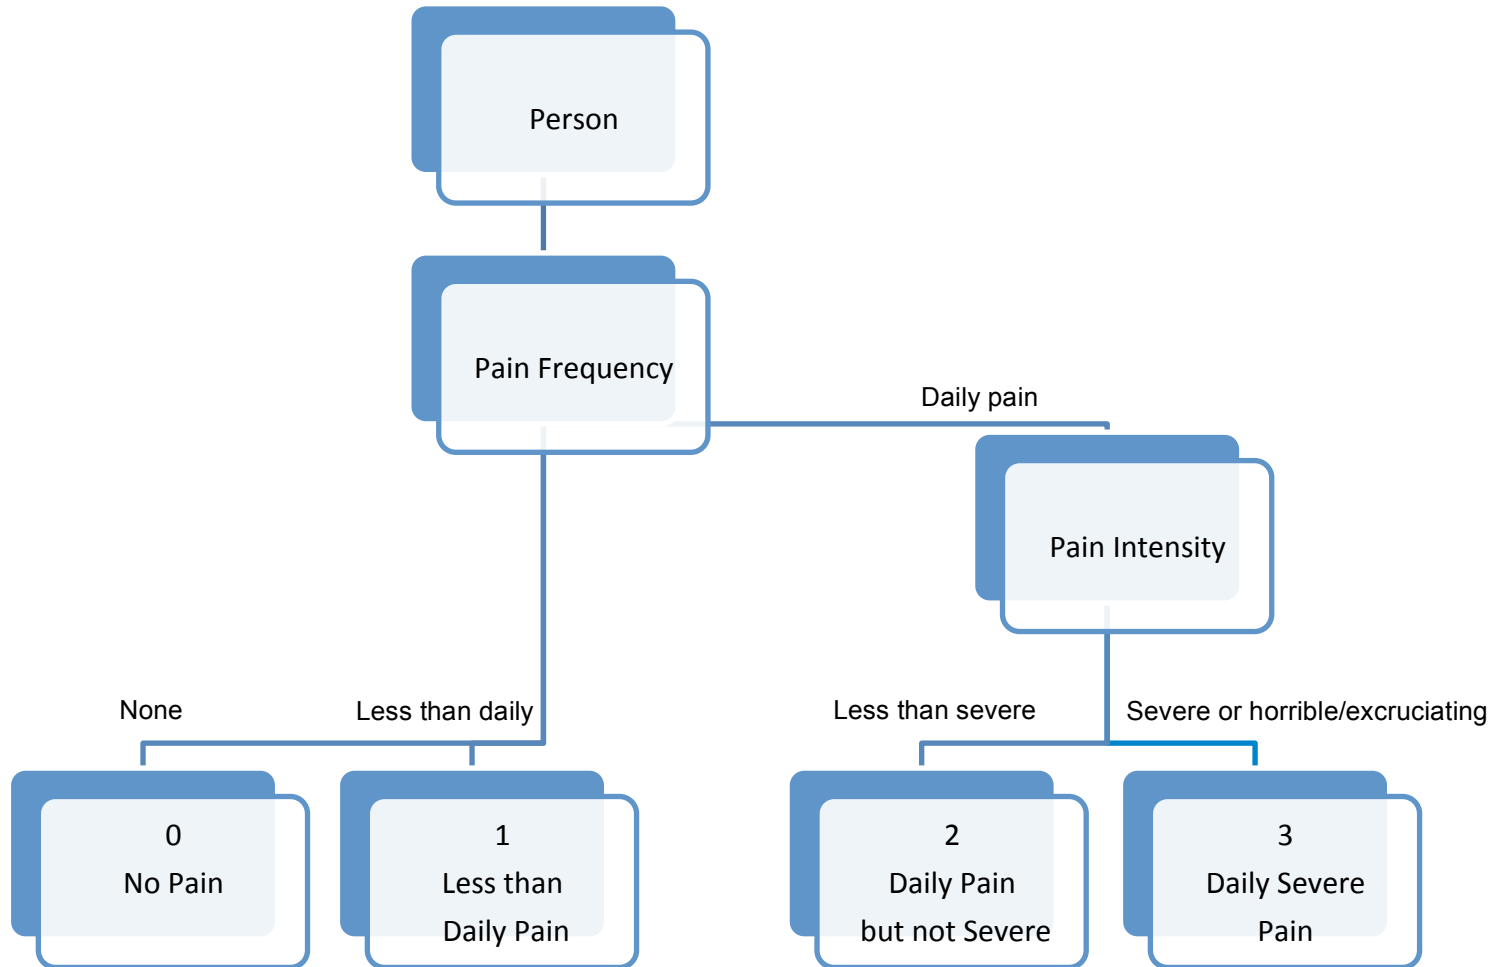 Person
Pain Frequency
Daily pain
Pain Intensity
None
Less than daily
Less than severe
Severe or horrible/excruciating
0
No Pain
1
Less than
Daily Pain
2
Daily Pain
but not Severe
3
Daily Severe
Pain